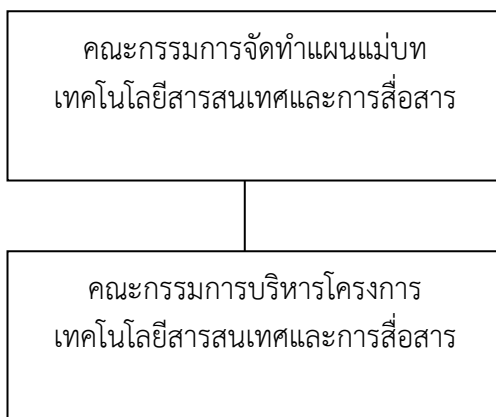 คณะกรรมการจัดทำแผนแม่บท
เทคโนโลยีสารสนเทศและการสื่อสาร
คณะกรรมการบริหารโครงการ
เทคโนโลยีสารสนเทศและการสื่อสาร